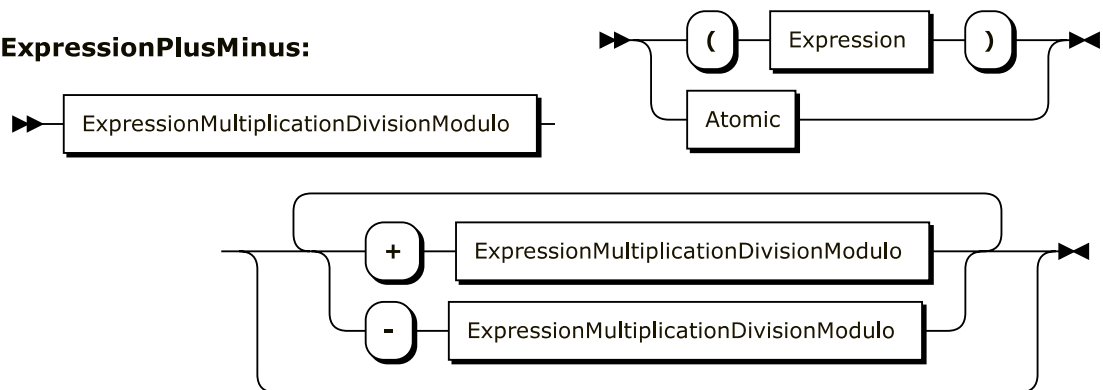 ExpressionPlusMinus:
( Expression )
Atomic
ExpressionMultiplicationDivisionModulo
+ ExpressionMultiplicationDivisionModulo
- ExpressionMultiplicationDivisionModulo